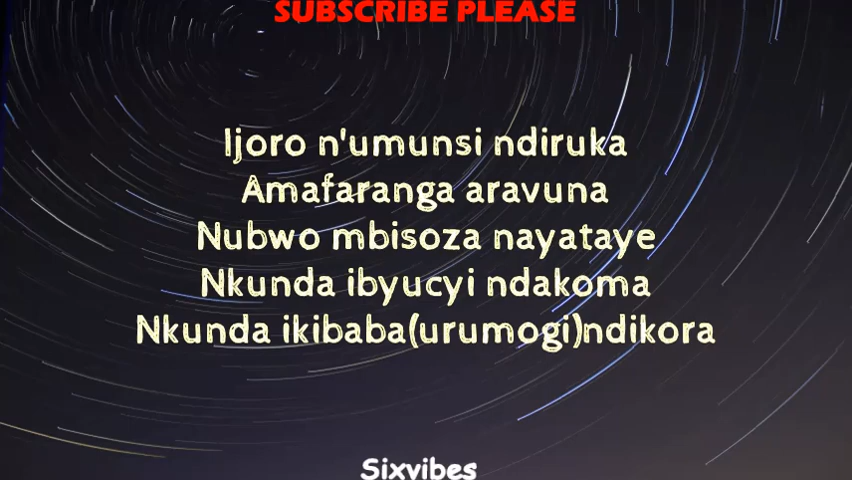 SUBSCRIBE PLEASE
Ijoro n'umunsi ndiruka
Amafaranga aravuna
Nubwo mbisoza nayataye
Nkunda ibyucyi ndakoma
Nkunda ikibaba(urumogi)ndikora
Sixvibes